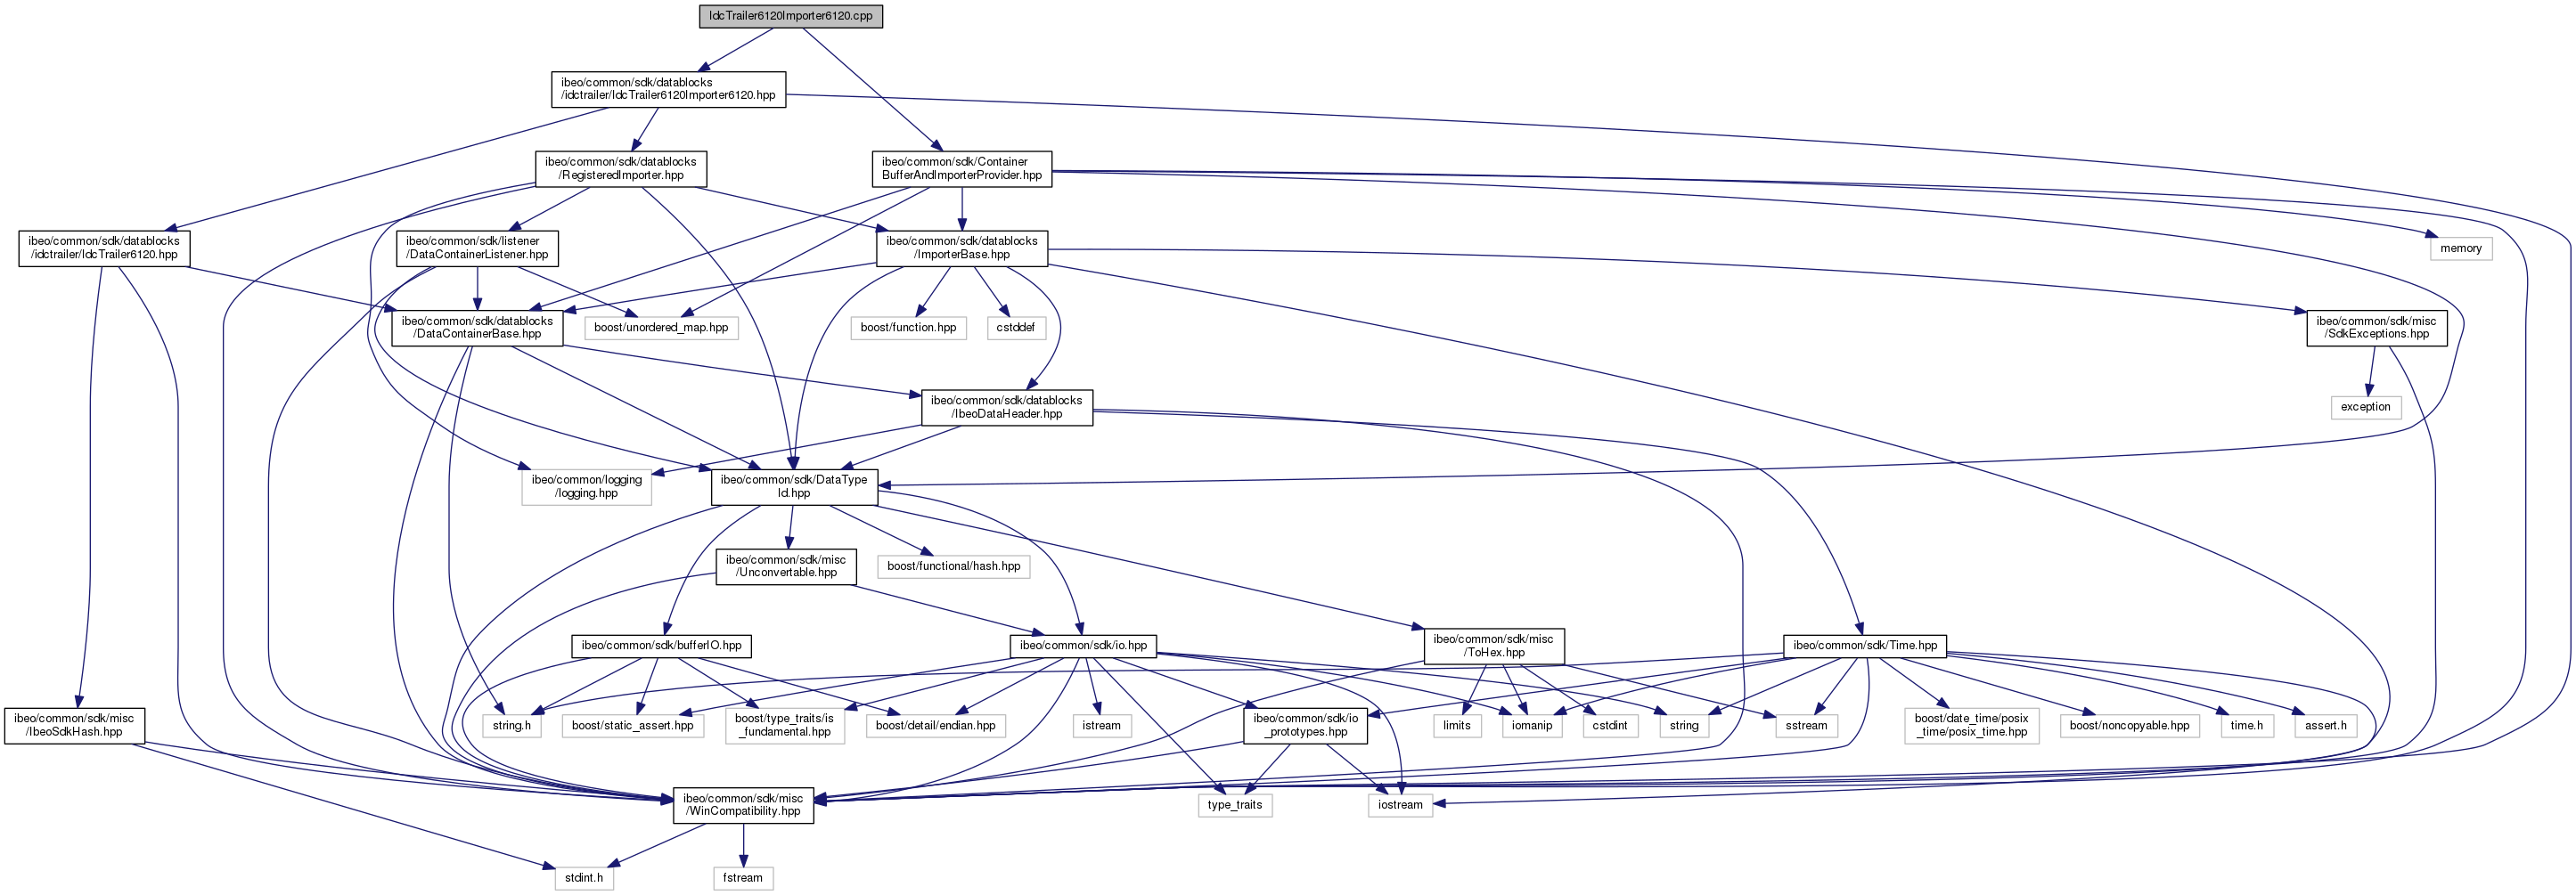 IdcTrailer6120Importer6120.cpp
ibeo/common/sdk/datablocks
/idctrailer/IdcTrailer6120Importer6120.hpp
ibeo/common/sdk/datablocks
/RegisteredImporter.hpp
ibeo/common/sdk/Container
BufferAndImporterProvider.hpp
ibeo/common/sdk/datablocks
/idctrailer/IdcTrailer6120.hpp
ibeo/common/sdk/listener
/DataContainerListener.hpp
ibeo/common/sdk/datablocks
/ImporterBase.hpp
memory
ibeo/common/sdk/datablocks
/DataContainerBase.hpp
boost/unordered_map.hpp
boost/function.hpp
cstddef
ibeo/common/sdk/misc
/SdkExceptions.hpp
ibeo/common/sdk/datablocks
/IbeoDataHeader.hpp
exception
ibeo/common/logging
/logging.hpp
ibeo/common/sdk/DataType
Id.hpp
ibeo/common/sdk/misc
/Unconvertable.hpp
boost/functional/hash.hpp
ibeo/common/sdk/bufferIO.hpp
ibeo/common/sdk/io.hpp
ibeo/common/sdk/misc
/ToHex.hpp
ibeo/common/sdk/Time.hpp
ibeo/common/sdk/misc
/IbeoSdkHash.hpp
string.h
boost/static_assert.hpp
boost/type_traits/is
_fundamental.hpp
boost/detail/endian.hpp
istream
ibeo/common/sdk/io
_prototypes.hpp
limits
iomanip
cstdint
string
sstream
boost/date_time/posix
_time/posix_time.hpp
boost/noncopyable.hpp
time.h
assert.h
ibeo/common/sdk/misc
/WinCompatibility.hpp
type_traits
iostream
stdint.h
fstream